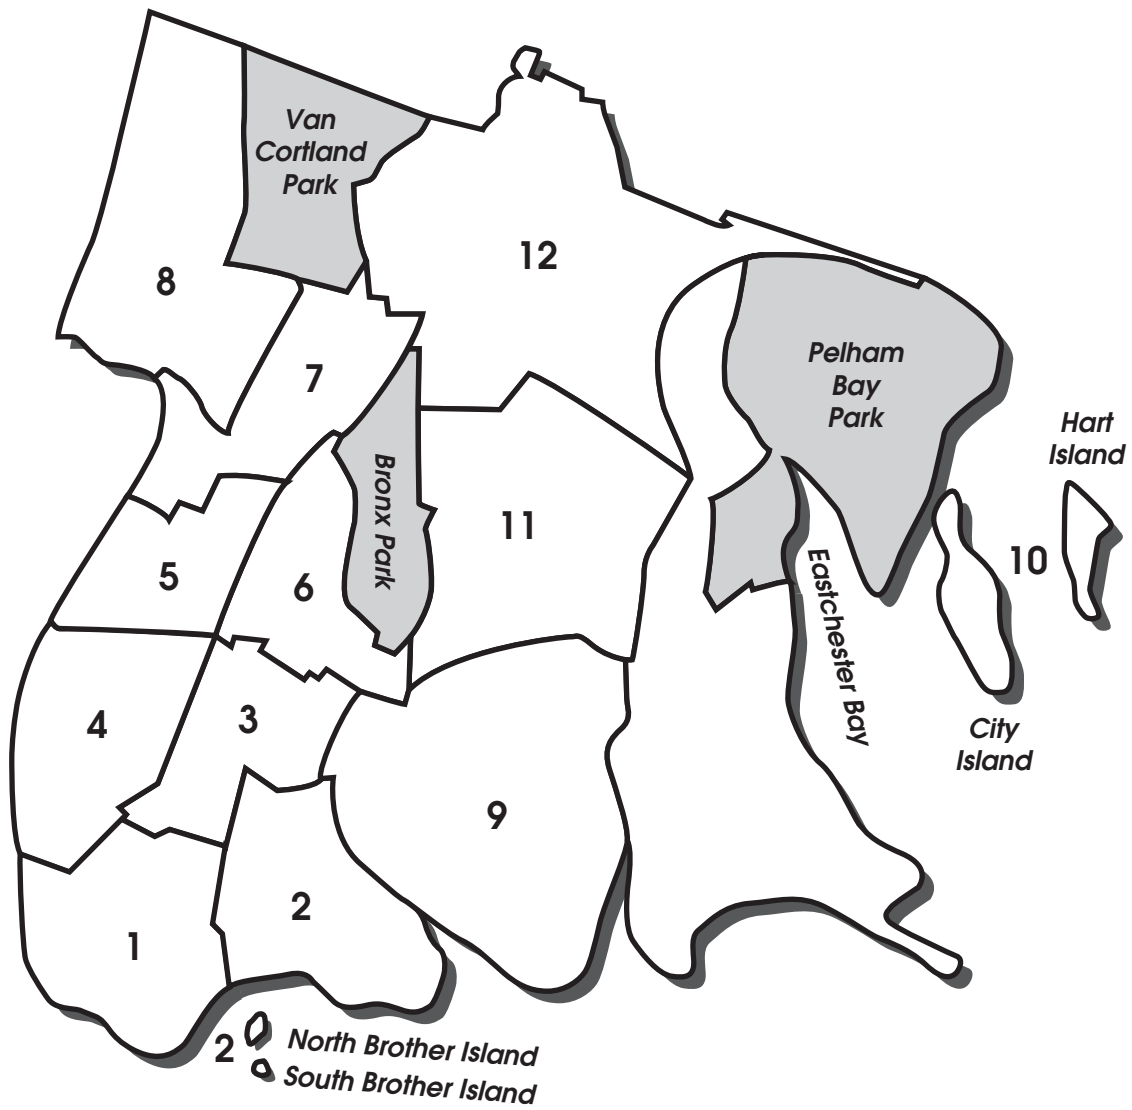 Van
Cortland
Park
12
8
Pelham
Bay
Park
7
Hart
Island
Bronx Park
11
10
5
6
Eastchester Bay
4
3
City
Island
9
2
1
2
North Brother Island
South Brother Island